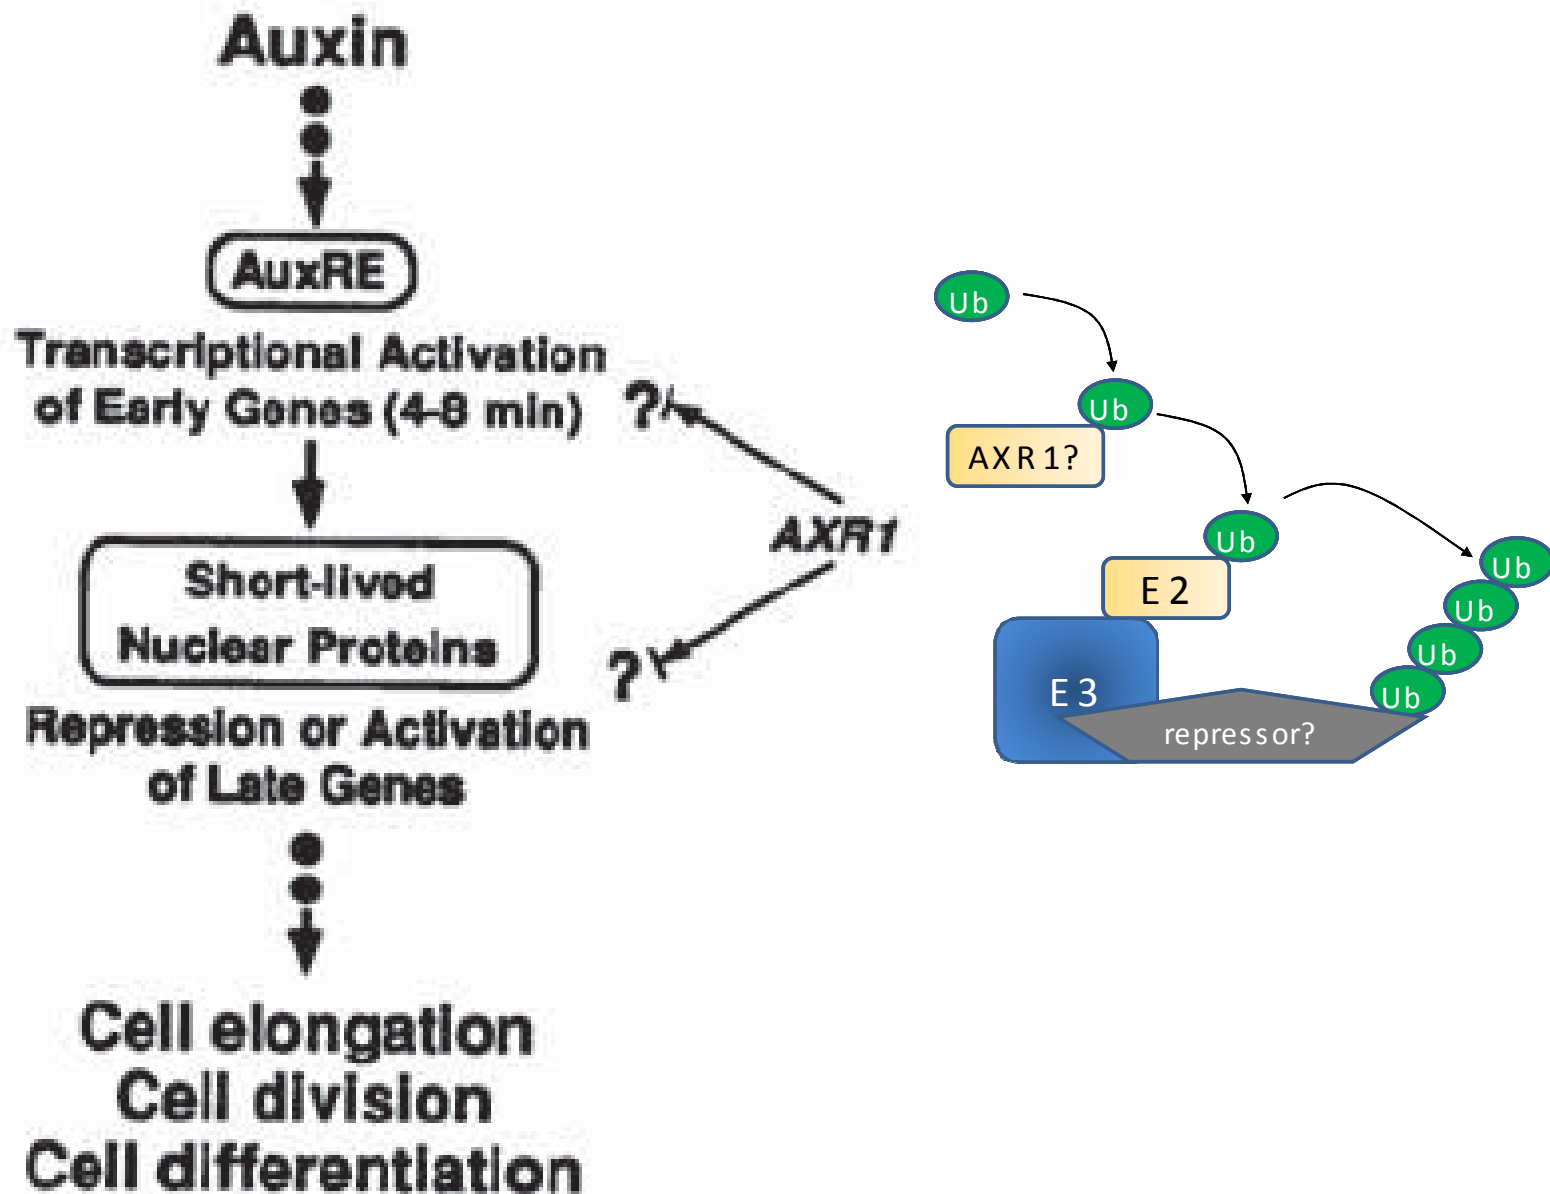 Auxin
AuxRE
Transcriptional Activation
of Early Genes (4-8 min)
?
Short-lived
Nuclear Proteins
?
Repression or Activation
of Late Genes
Cell elongation
Cell division
Cell differentiation
AXR1
Ub
Ub
AXR1?
Ub
E2
E3
repressor?
Ub
Ub
Ub
Ub